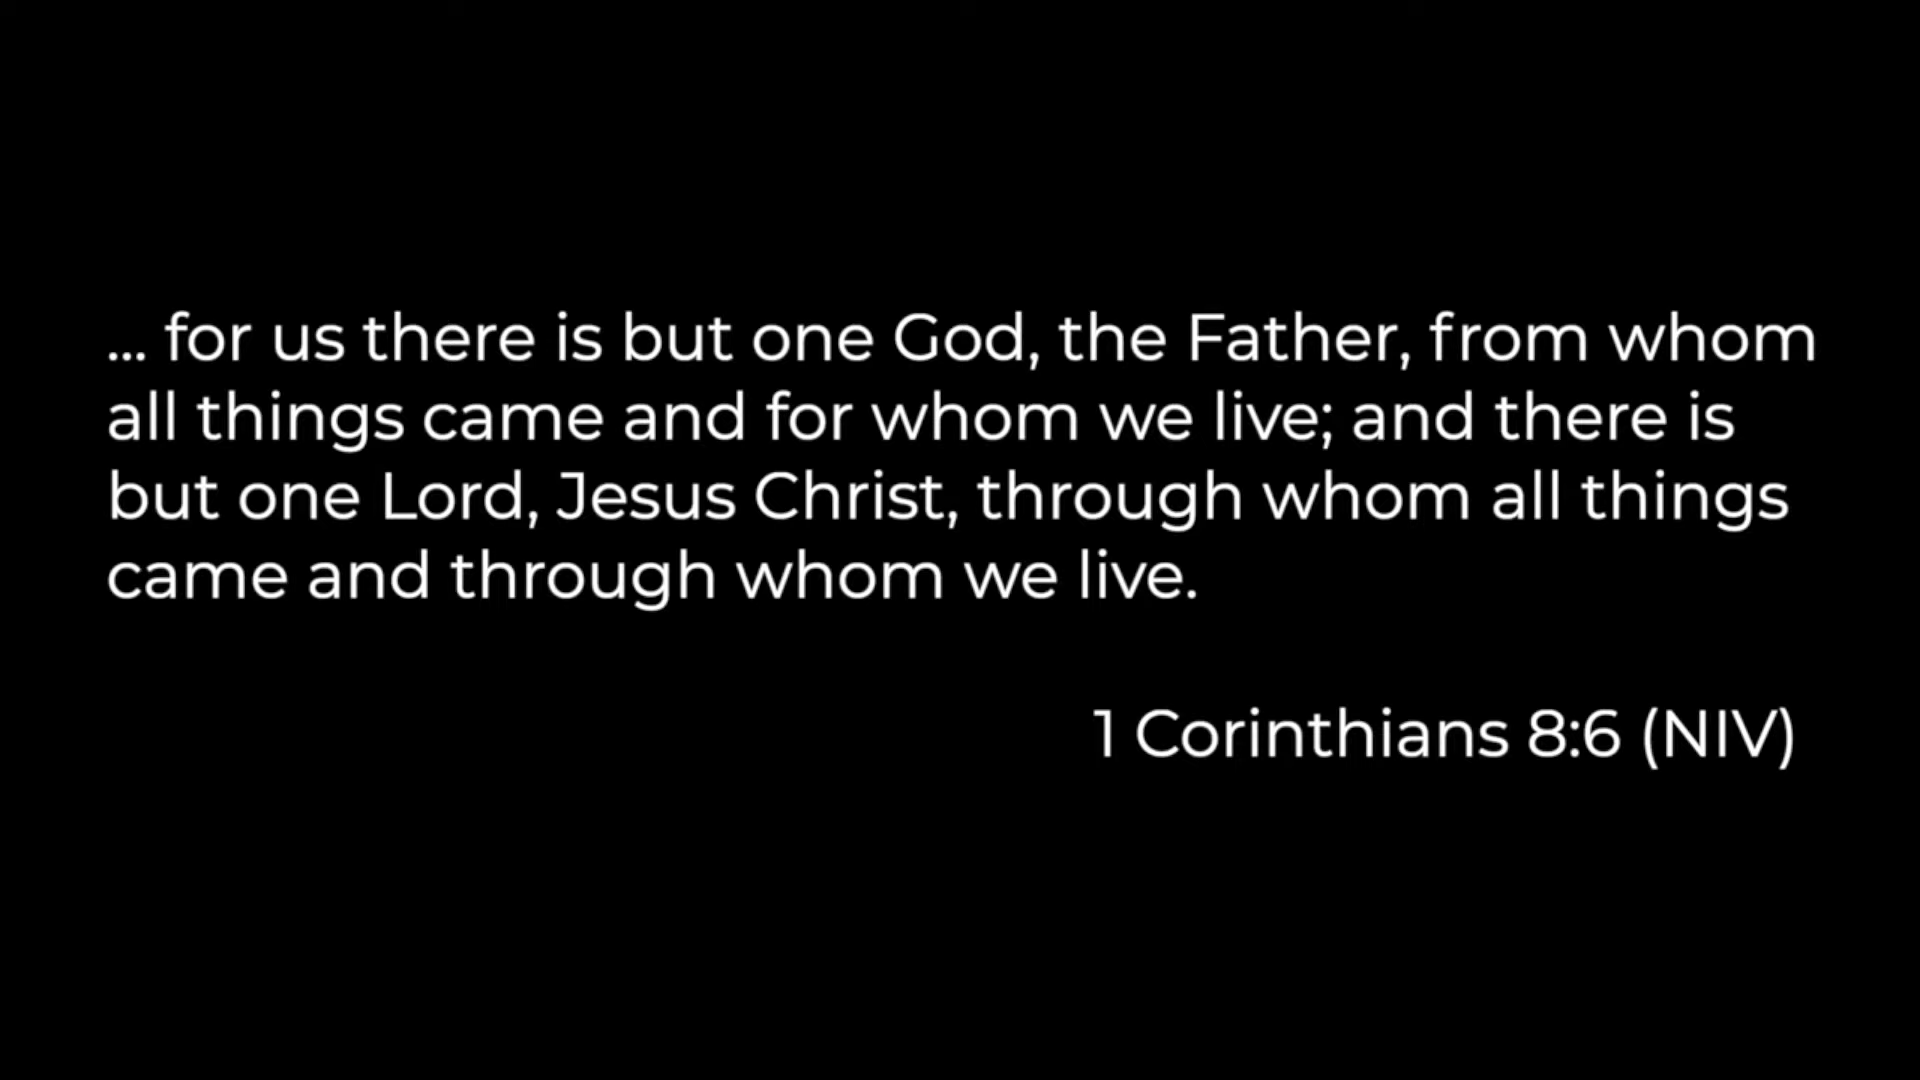 ... for us there is but one God, the Father, from whom
all things came and for whom we live; and there is
but one Lord, Jesus Christ, through whom all things
came and through whom we live.
1 Corinthians 8:6 (NIV)